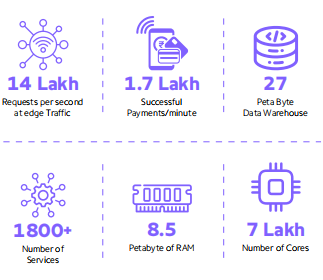 14 Lakh
Requests per second
at edge Traffic
1.7 Lakh
Successful
Payments/minute
27
Peta Byte
Data Warehouse
1800+
Number of
Services
8.5
Petabyte of RAM
7 Lakh
Number of Cores